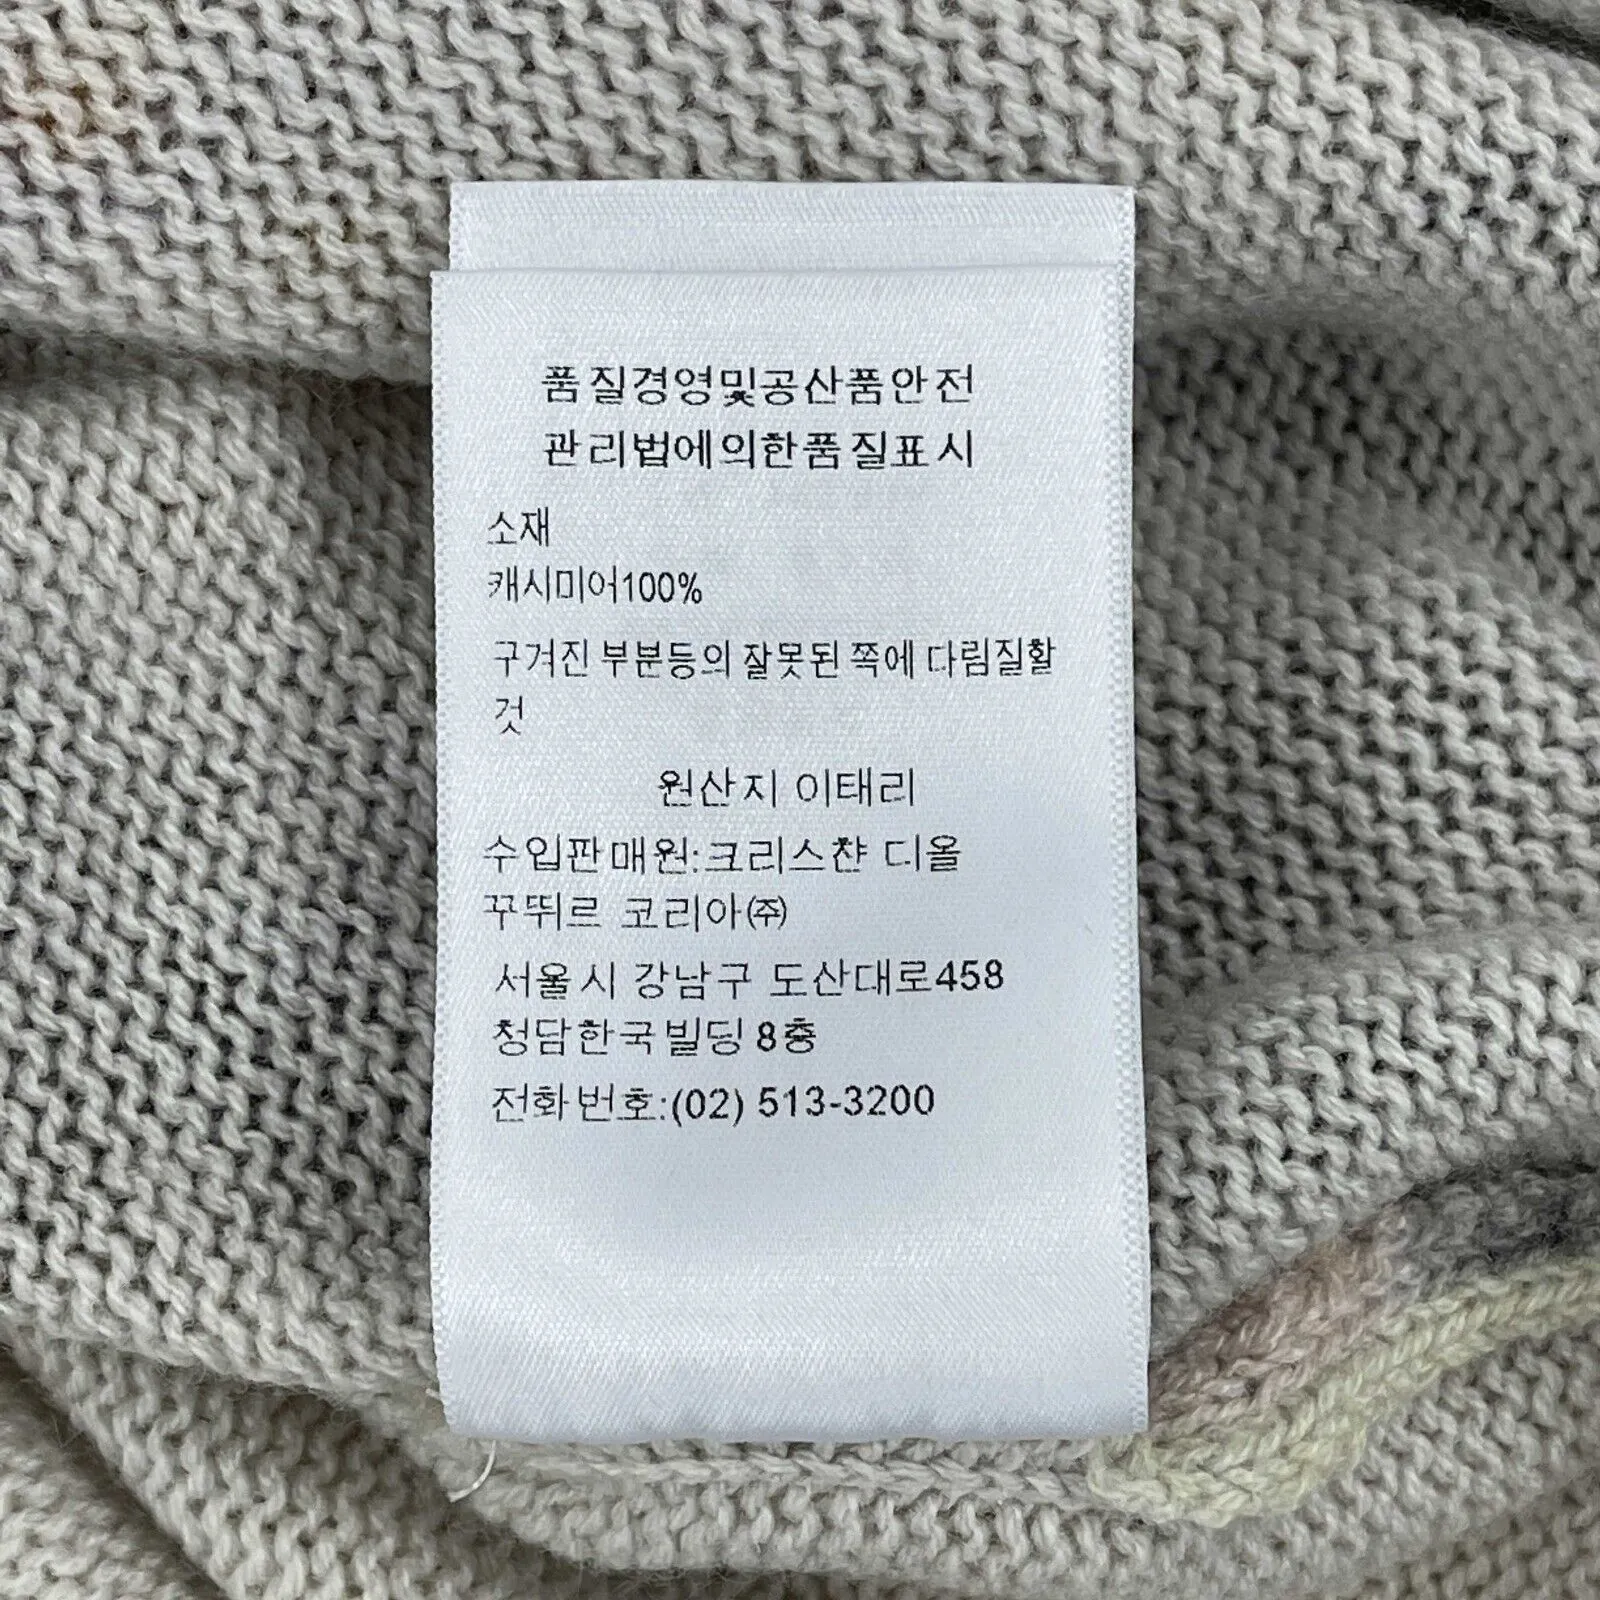 품질경영및공산품안전
관리법에의한품질표시
소재
캐시미어100%
구겨진 부분등의 잘못된 쪽에 다림질할
것
원산지 이태리
수입판매원:크리스챤 디올
꾸뛰르 코리아㈜
서울시 강남구 도산대로458
청담한국빌딩 8층
전화번호:(02) 513-3200